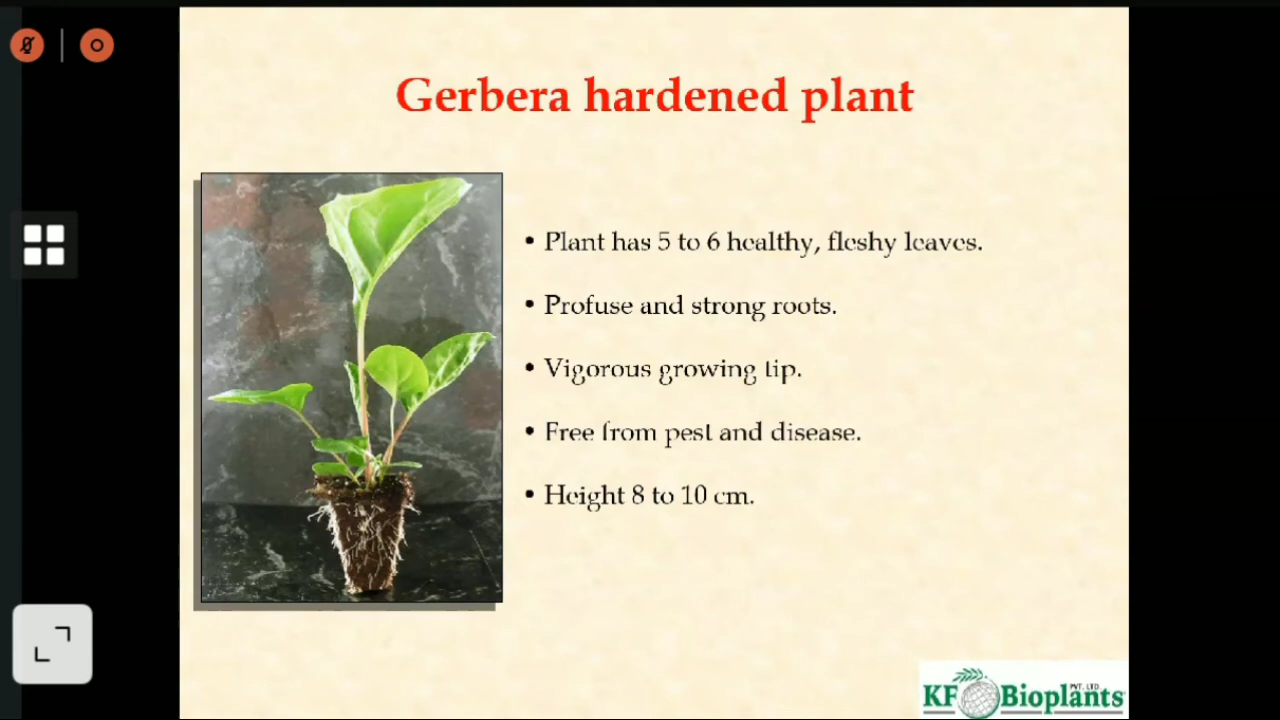 Gerbera hardened plant
• Plant has 5 to 6 healthy, fleshy leaves.
• Profuse and strong roots.
• Vigorous growing tip.
• Free from pest and disease.
• Height 8 to 10 cm.
KF Bioplants PVT. LTD